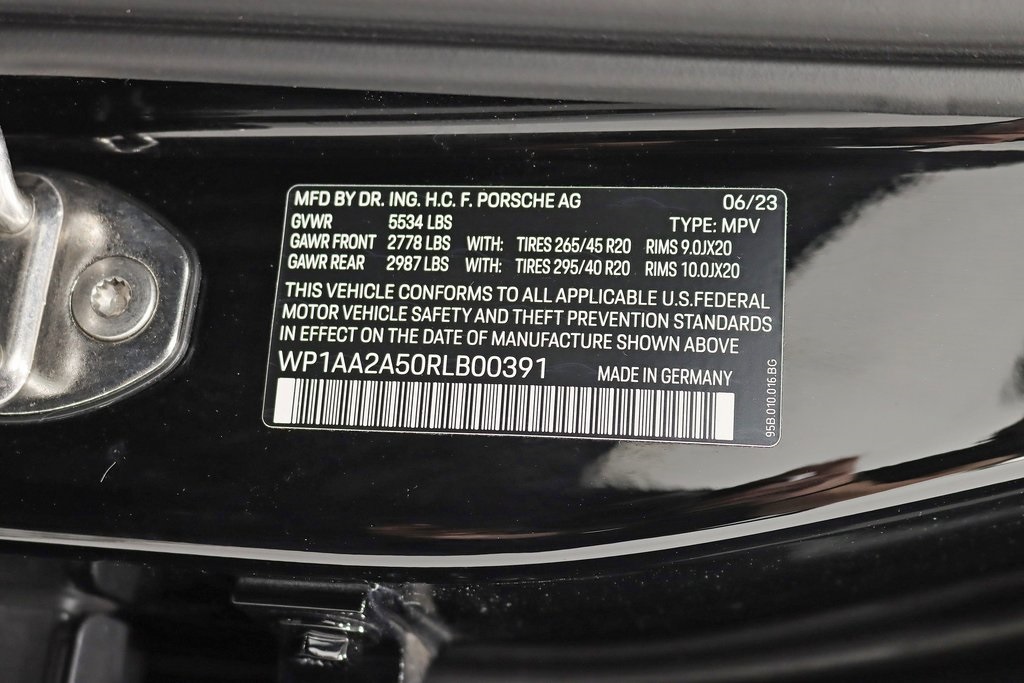 MFD BY DR. ING. H.C. F. PORSCHE AG 06/23
GVWR 5534 LBS TYPE: MPV
GAWR FRONT 2778 LBS WITH: TIRES 265/45 R20 RIMS 9.0JX20
GAWR REAR 2987 LBS WITH: TIRES 295/40 R20 RIMS 10.0JX20
THIS VEHICLE CONFORMS TO ALL APPLICABLE U.S.FEDERAL
MOTOR VEHICLE SAFETY AND THEFT PREVENTION STANDARDS
IN EFFECT ON THE DATE OF MANUFACTURE SHOWN ABOVE
WP1AA2A50RLB00391 MADE IN GERMANY
95B.010.016.BG